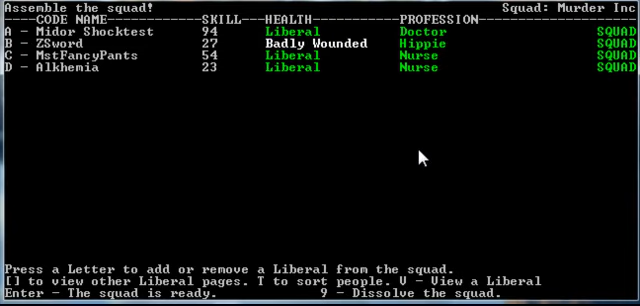 Assemble the squad! Squad: Murder Inc
----CODE NAME------------SKILL---HEALTH--------------PROFESSION--------------------
A - Midor Shocktest 94 Liberal Doctor SQUAD
B - ZSword 27 Badly Wounded Hippie SQUAD
C - MstFancyPants 54 Liberal Nurse SQUAD
D - Alkhemia 23 Liberal Nurse SQUAD
Press a Letter to add or remove a Liberal from the squad.
[] to view other Liberal pages. T to sort people. V - View a Liberal
Enter - The squad is ready. 9 - Dissolve the squad.